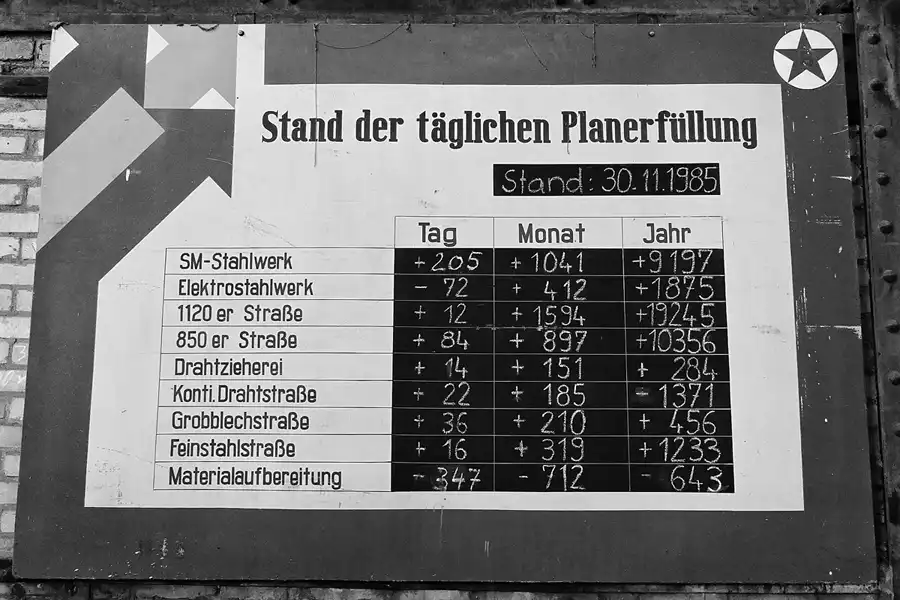 Stand der täglichen Planerfüllung
Stand: 30.11.1985
Tag Monat Jahr
SM-Stahlwerk + 205 + 1041 + 9197
Elektrostahlwerk - 72 + 412 + 1875
1120 er Straße + 12 + 1594 + 19245
850 er Straße + 84 + 897 + 10356
Drahtzieherei + 14 + 151 + 284
Konti. Drahtstraße + 22 + 185 - 1371
Grobblechstraße + 36 + 210 + 456
Feinstahlstraße + 16 + 319 + 1233
Materialaufbereitung - 347 - 712 - 643